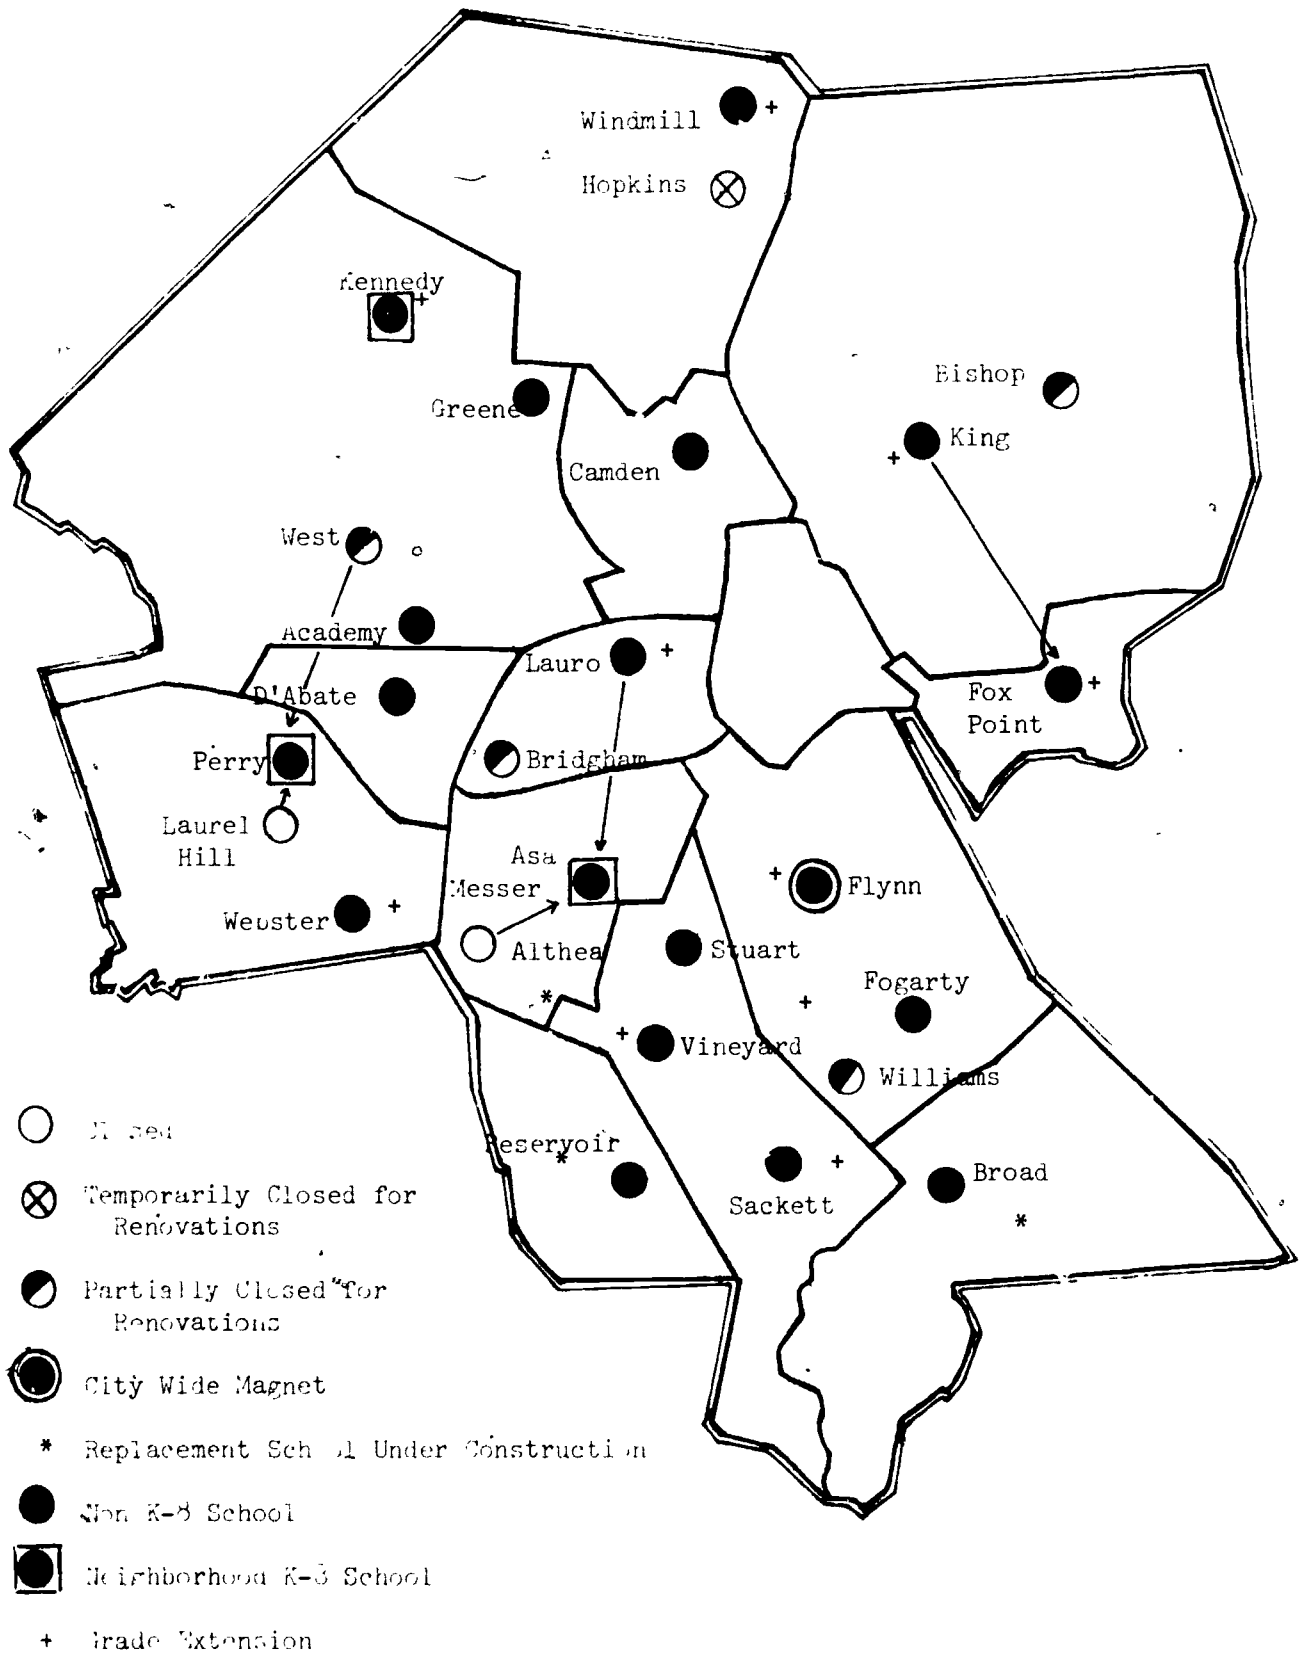 Windmill +
Hopkins
Kennedy
+
Bishop
Greene
King
+
Camden
West
Academy
Lauro +
D'Abate
Fox +
Point
Perry
Bridgham
Laurel
Hill
Asa
Messer
+ Flynn
Webster +
Althea
Stuart
Fogarty
*
+
+ Vineyard
Williams
Reservoir
*
Sackett +
Broad
*
Temporarily Closed for
Renovations
Partially Closed for
Renovations
City Wide Magnet
* Replacement School Under Construction
Non K-8 School
Neighborhood K-8 School
+ Grade Extension